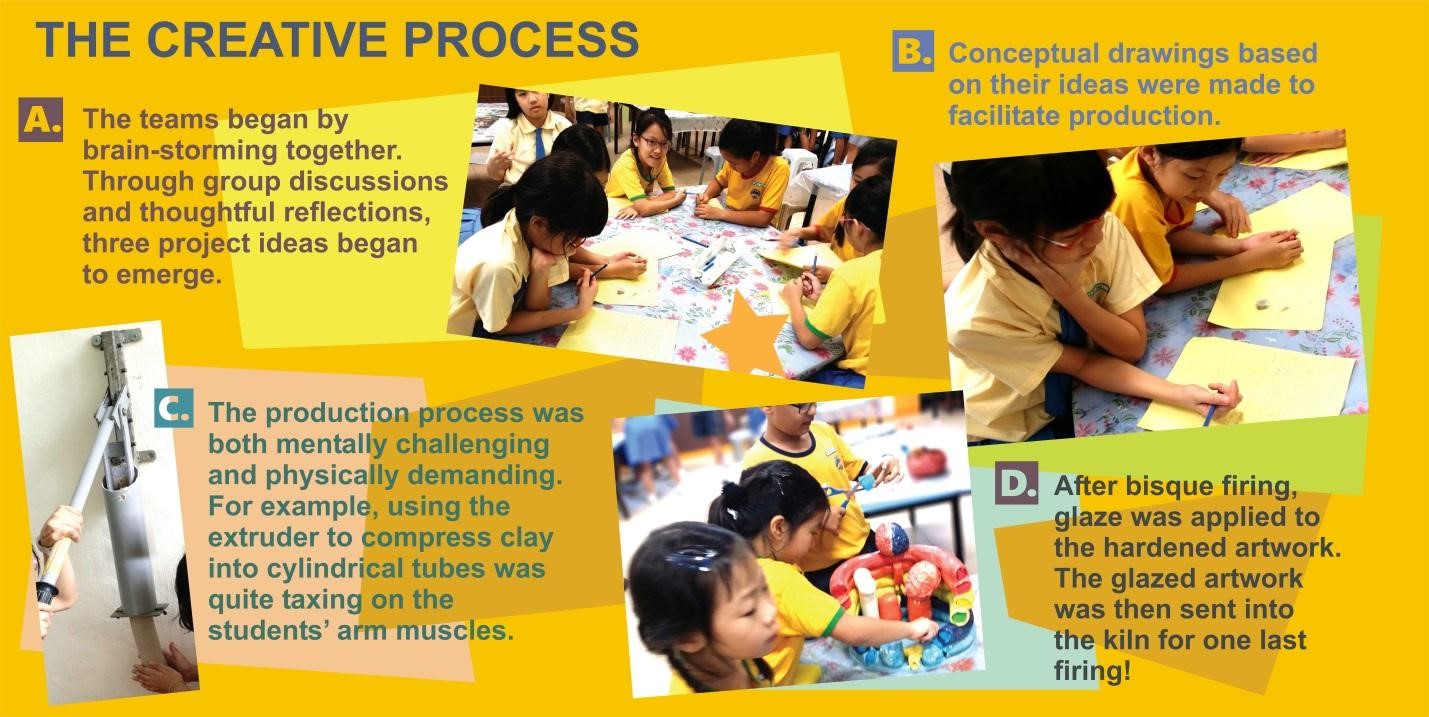 THE CREATIVE PROCESS
A.
The teams began by
brain-storming together.
Through group discussions
and thoughtful reflections,
three project ideas began
to emerge.
B.
Conceptual drawings based
on their ideas were made to
facilitate production.
C.
The production process was
both mentally challenging
and physically demanding.
For example, using the
extruder to compress clay
into cylindrical tubes was
quite taxing on the
students’ arm muscles.
D.
After bisque firing,
glaze was applied to
the hardened artwork.
The glazed artwork
was then sent into
the kiln for one last
firing!